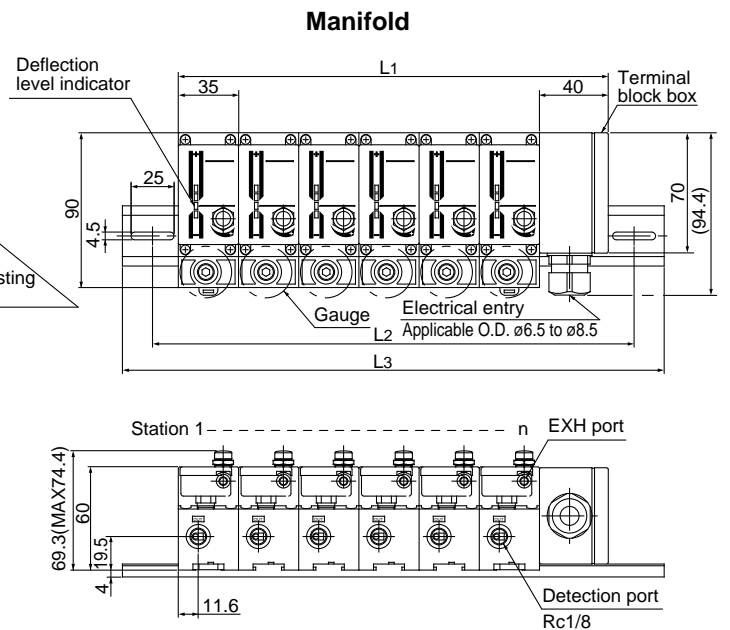 Manifold
Deflection
level indicator
L1
35
40
Terminal
block box
90
25
4.5
70
(94.4)
sting
Gauge
Electrical entry
Applicable O.D. ø6.5 to ø8.5
L2
L3
Station 1
n
EXH port
69.3(MAX74.4)
60
19.5
4
11.6
Detection port
Rc1/8